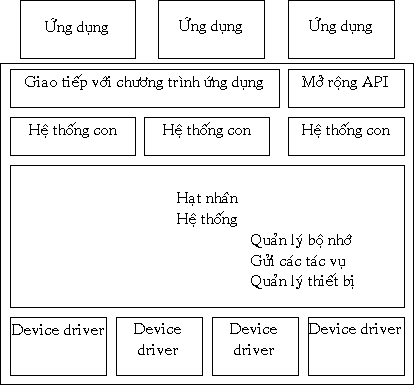 Ứng dụng Ứng dụng Ứng dụng
Giao tiếp với chương trình ứng dụng Mở rộng API
Hệ thống con Hệ thống con Hệ thống con
Hạt nhân
Hệ thống
Quản lý bộ nhớ
Gửi các tác vụ
Quản lý thiết bị
Device driver Device driver Device driver Device driver